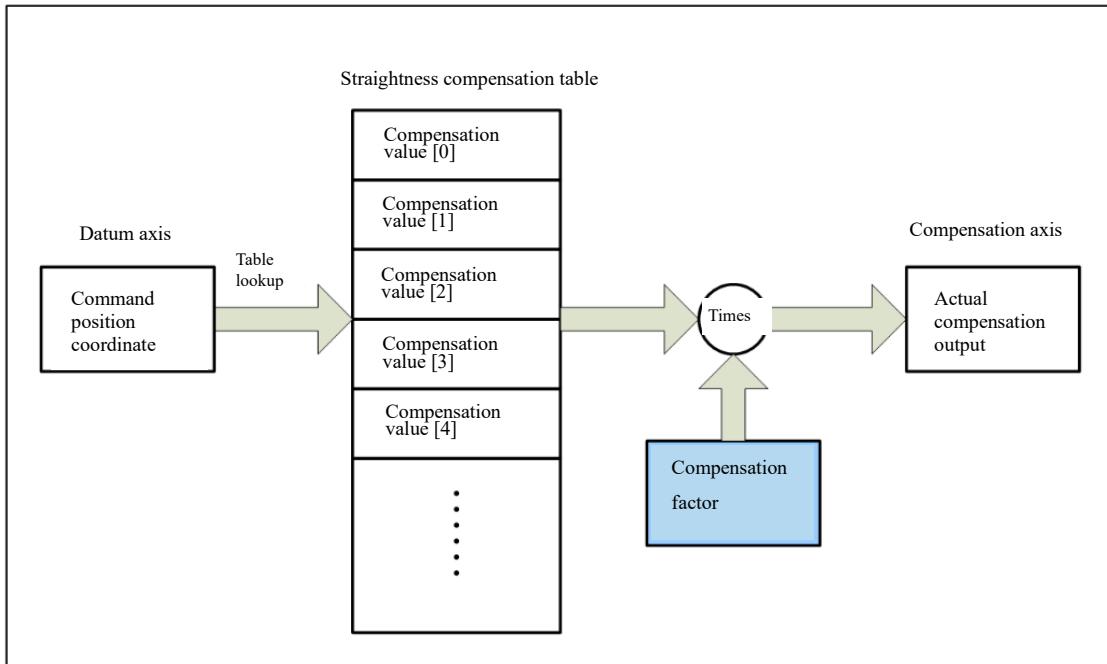 Straightness compensation table
Compensation
value [0]
Compensation
value [1]
Datum axis
Compensation axis
Table
lookup
Compensation
value [2]
Command
position
coordinate
Times
Actual
compensation
output
Compensation
value [3]
Compensation
value [4]
Compensation
factor